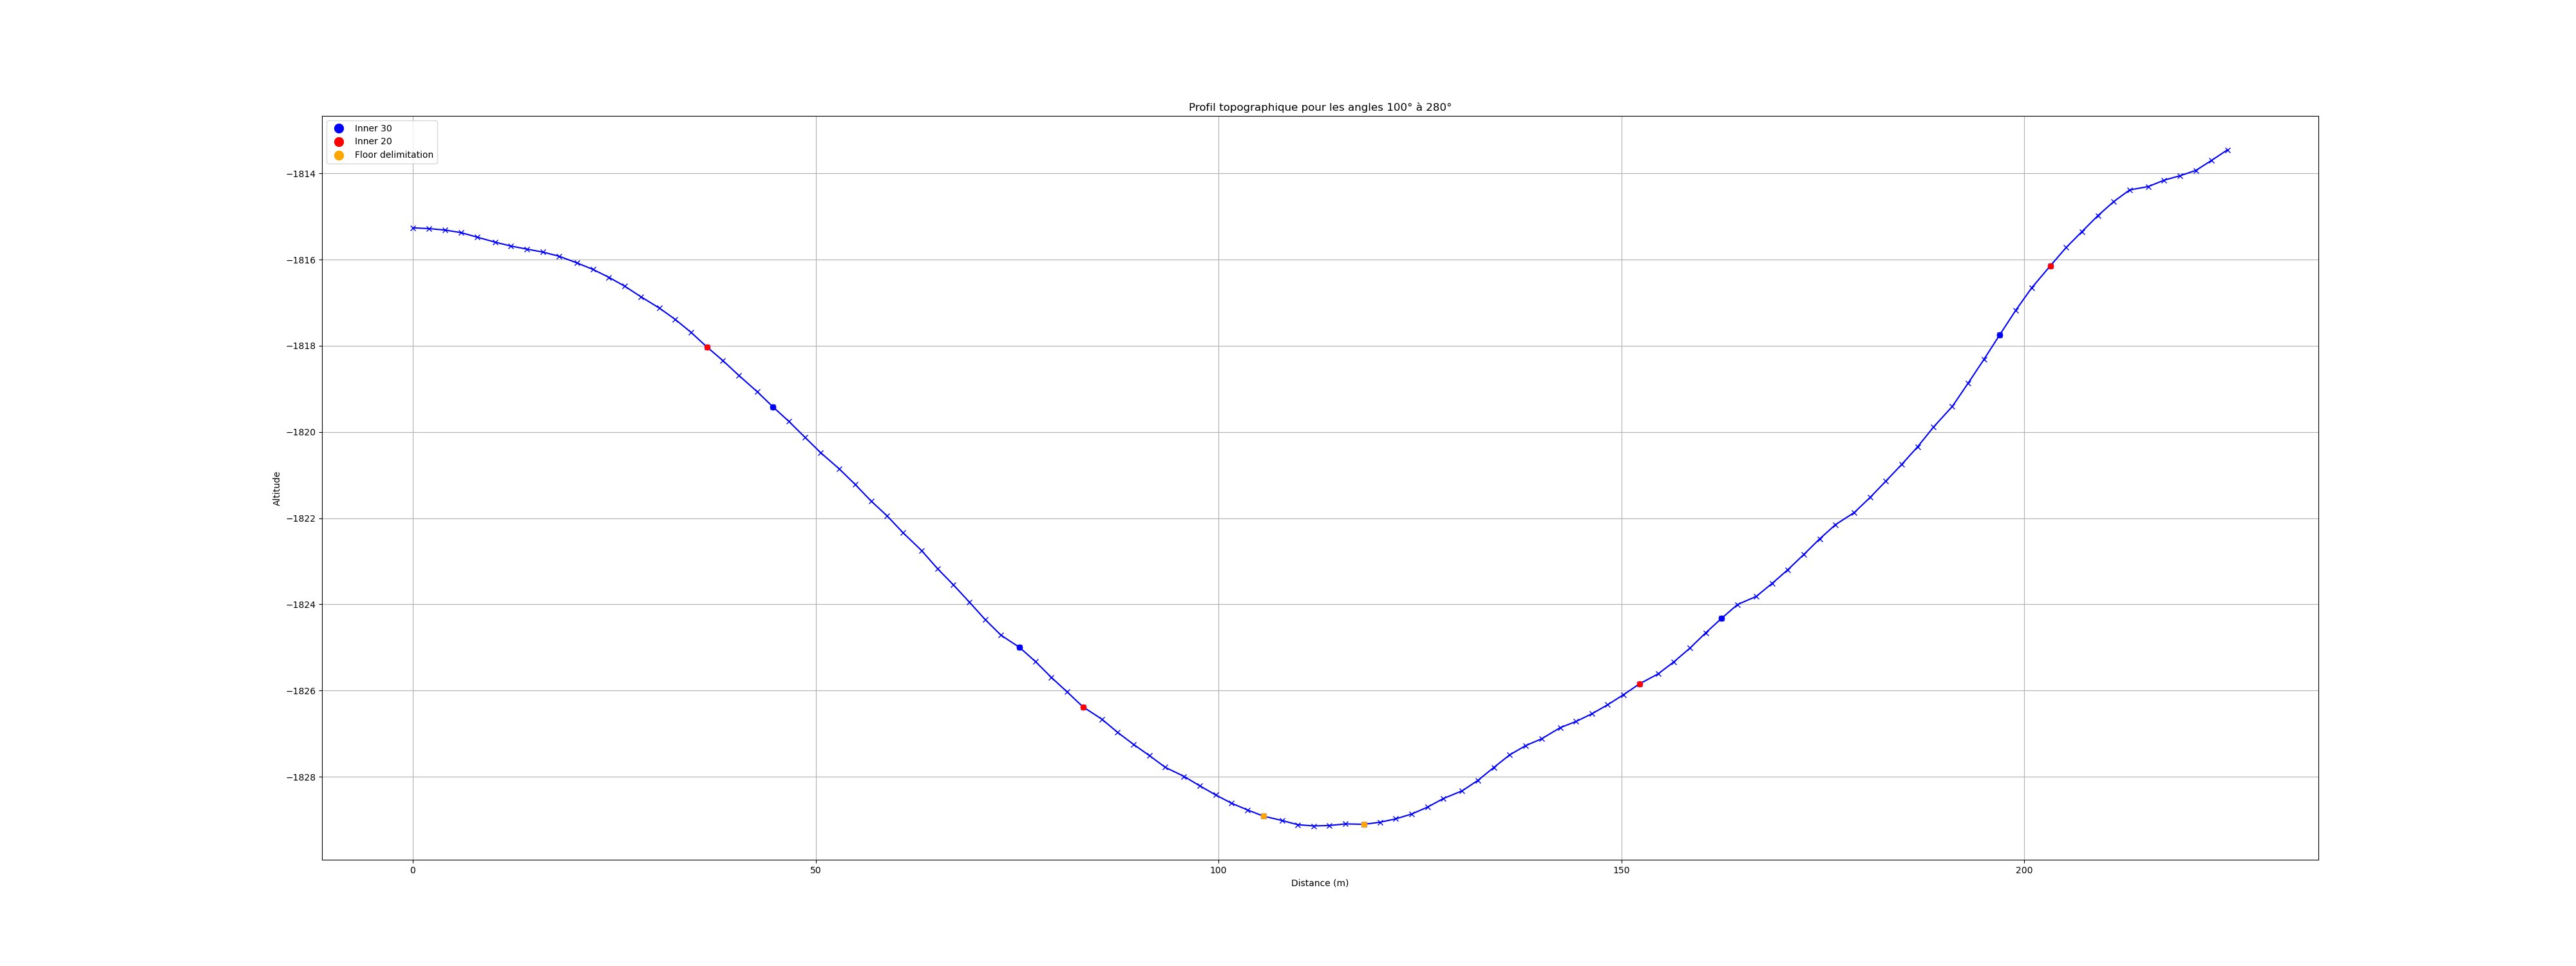 Profil topographique pour les angles 100° à 280°
Inner 30
Inner 20
Floor delimitation
−1814
−1816
−1818
−1820
−1822
−1824
−1826
−1828
Altitude
0 50 100 150 200
Distance (m)